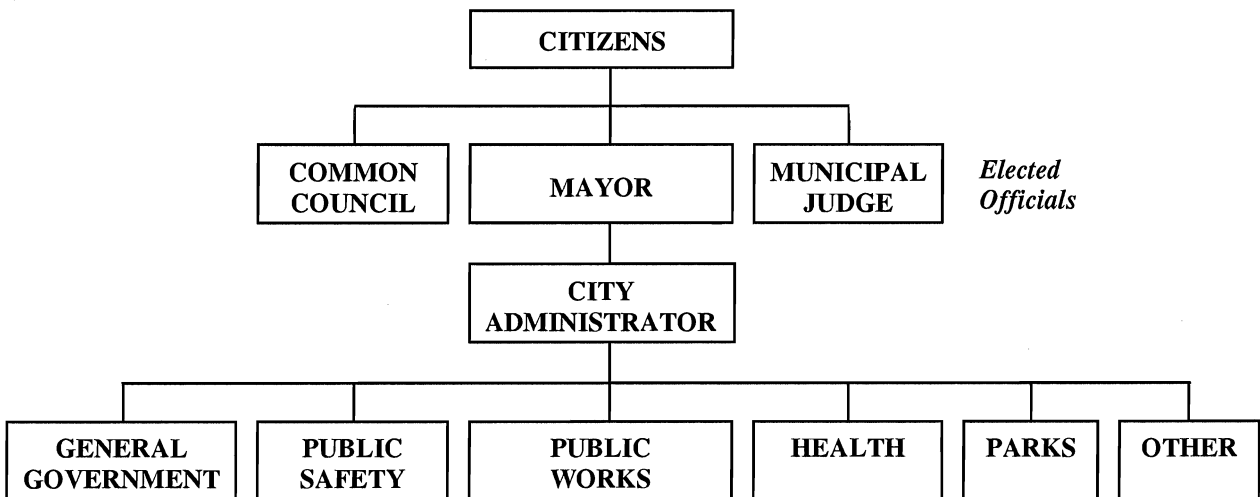 CITIZENS
COMMON
COUNCIL
MAYOR
MUNICIPAL
JUDGE
Elected
Officials
CITY
ADMINISTRATOR
GENERAL
GOVERNMENT
PUBLIC
SAFETY
PUBLIC
WORKS
HEALTH
PARKS
OTHER